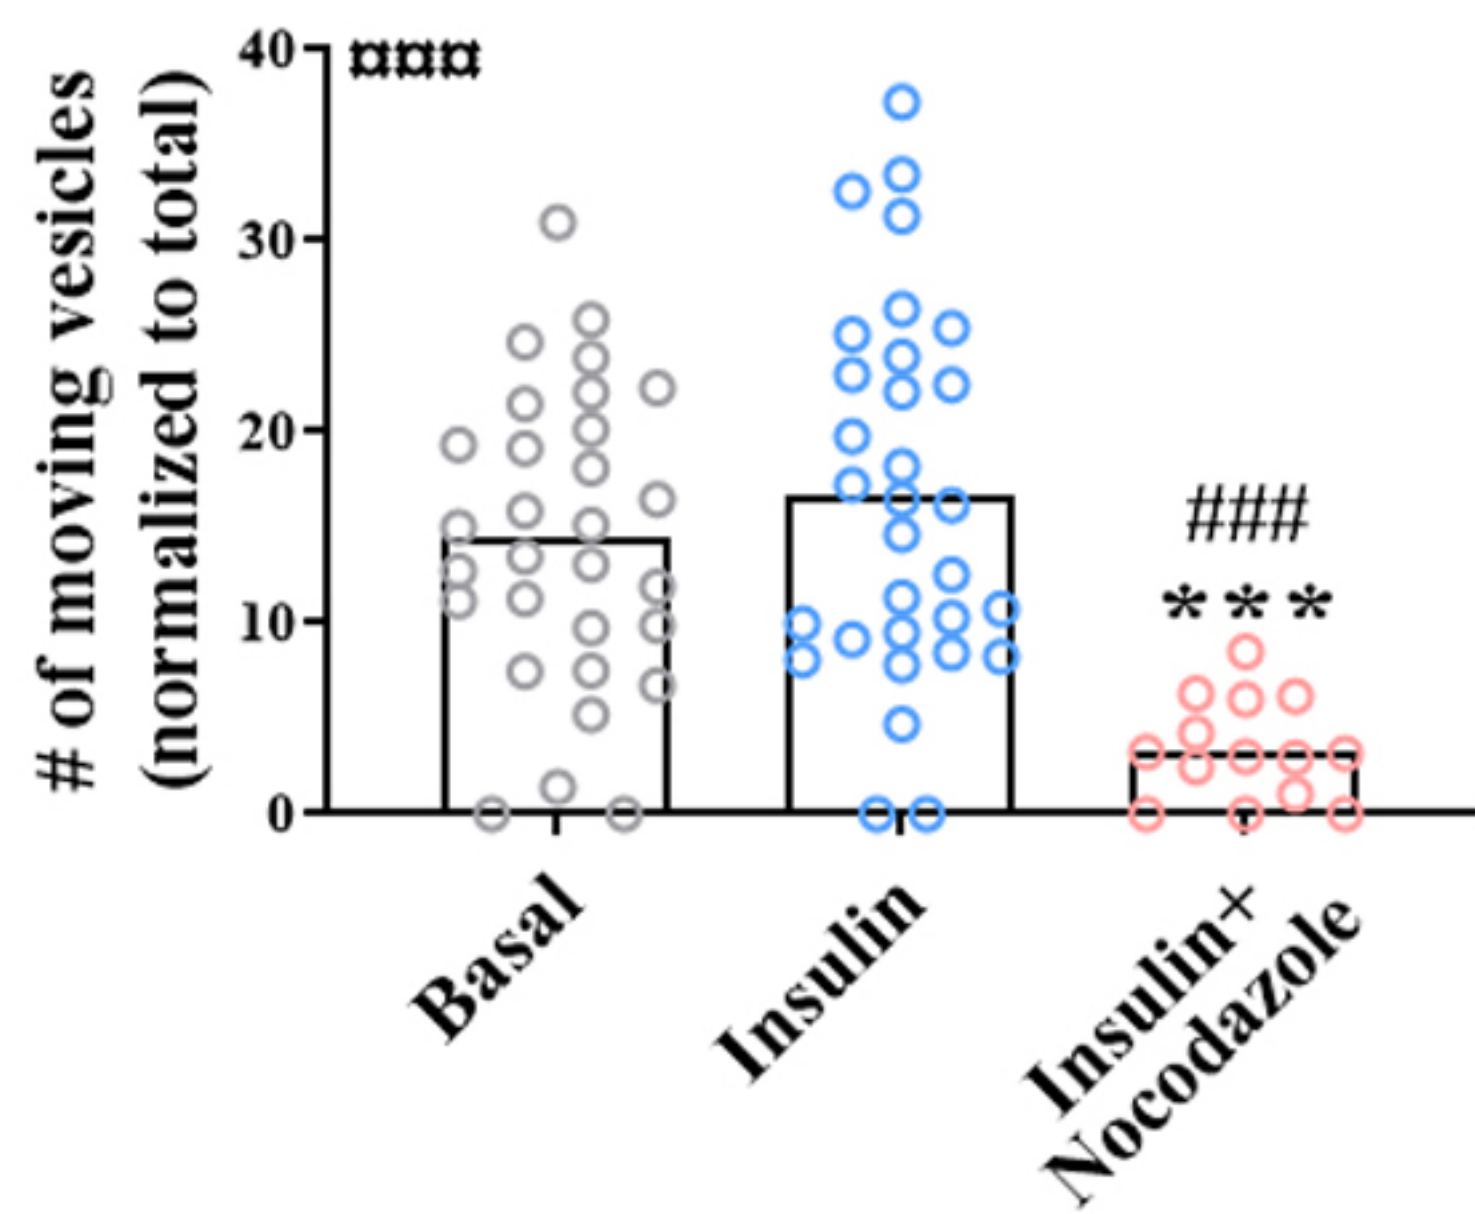 # of moving vesicles
(normalized to total)
40
30
20
10
0
¤¤¤
###
***
Basal
Insulin
Insulin+
Nocodazole